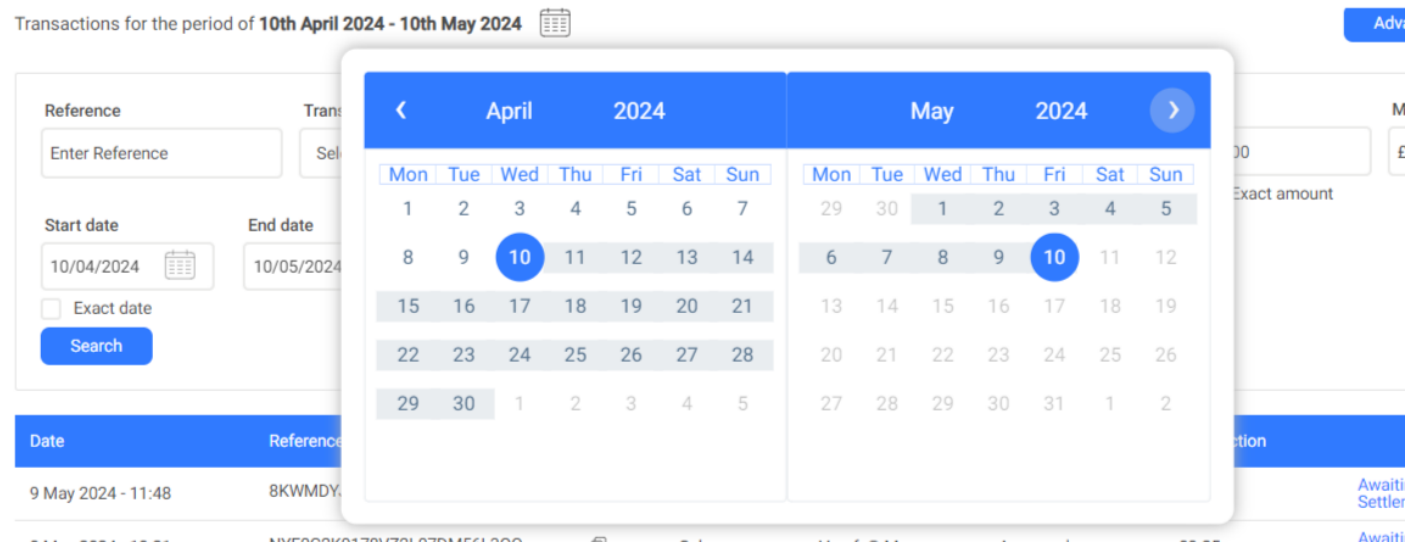 Transactions for the period of 10th April 2024 - 10th May 2024
Reference
Enter Reference
Start date End date
10/04/2024 10/05/2024
Exact date
Search
April 2024 May 2024
Mon Tue Wed Thu Fri Sat Sun Mon Tue Wed Thu Fri Sat Sun
1 2 3 4 5 6 7 29 30 1 2 3 4 5
8 9 10 11 12 13 14 6 7 8 9 10 11 12
15 16 17 18 19 20 21 13 14 15 16 17 18 19
22 23 24 25 26 27 28 20 21 22 23 24 25 26
29 30 1 2 3 4 5 27 28 29 30 31 1 2
00 £
Exact amount
Date Reference
9 May 2024 - 11:48 8KWMDY